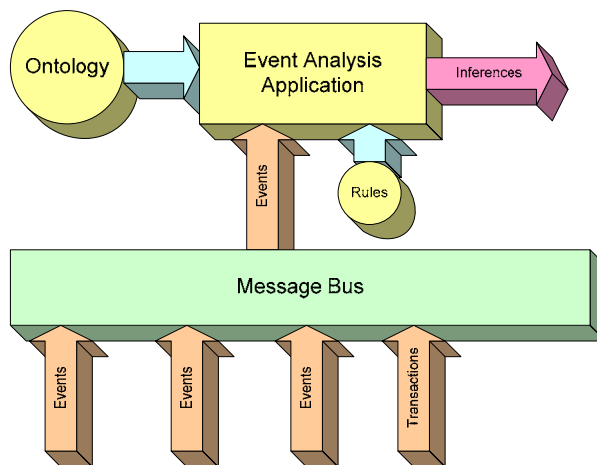 Ontology
Event Analysis
Application
Inferences
Events
Rules
Message Bus
Events
Events
Events
Transactions